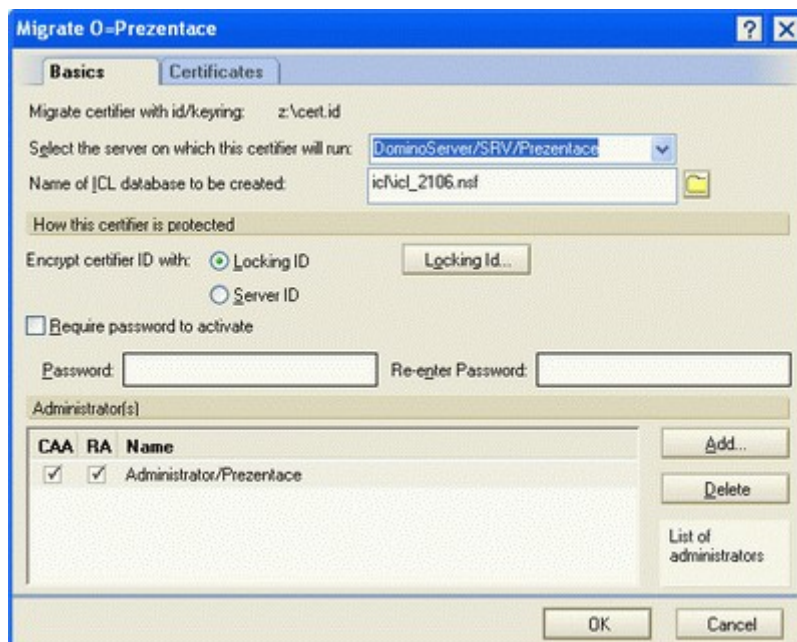 Migrate O=Prezentace
Basics Certificates
Migrate certifier with id/keyring: z:\cert.id
Select the server on which this certifier will run: DominoServer/SRV/Prezentace
Name of ICL database to be created: icl\icl_2106.nsf
How this certifier is protected
Encrypt certifier ID with: Locking ID Locking Id...
Server ID
Require password to activate
Password: Re-enter Password:
Administrator(s)
CAA RA Name Add...
Administrator/Prezentace
Delete
List of
administrators
OK Cancel